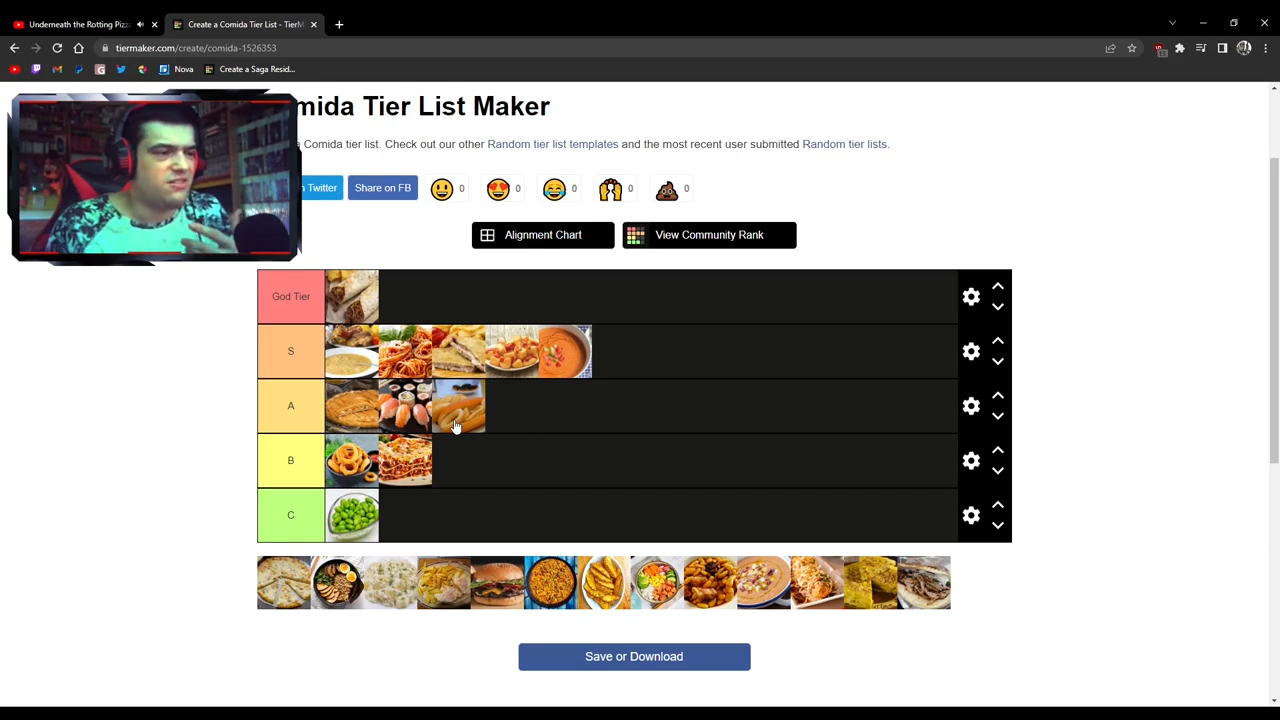 Underneath the Rotting Pizz
Create a Comida Tier List - TierM
tiermaker.com/create/comida-1526353
Nova
Create a Saga Resid...
mida Tier List Maker
a Comida tier list. Check out our other Random tier list templates and the most recent user submitted Random tier lists.
n Twitter
Share on FB
0
0
0
0
0
Alignment Chart
View Community Rank
God Tier
S
A
B
C
Save or Download